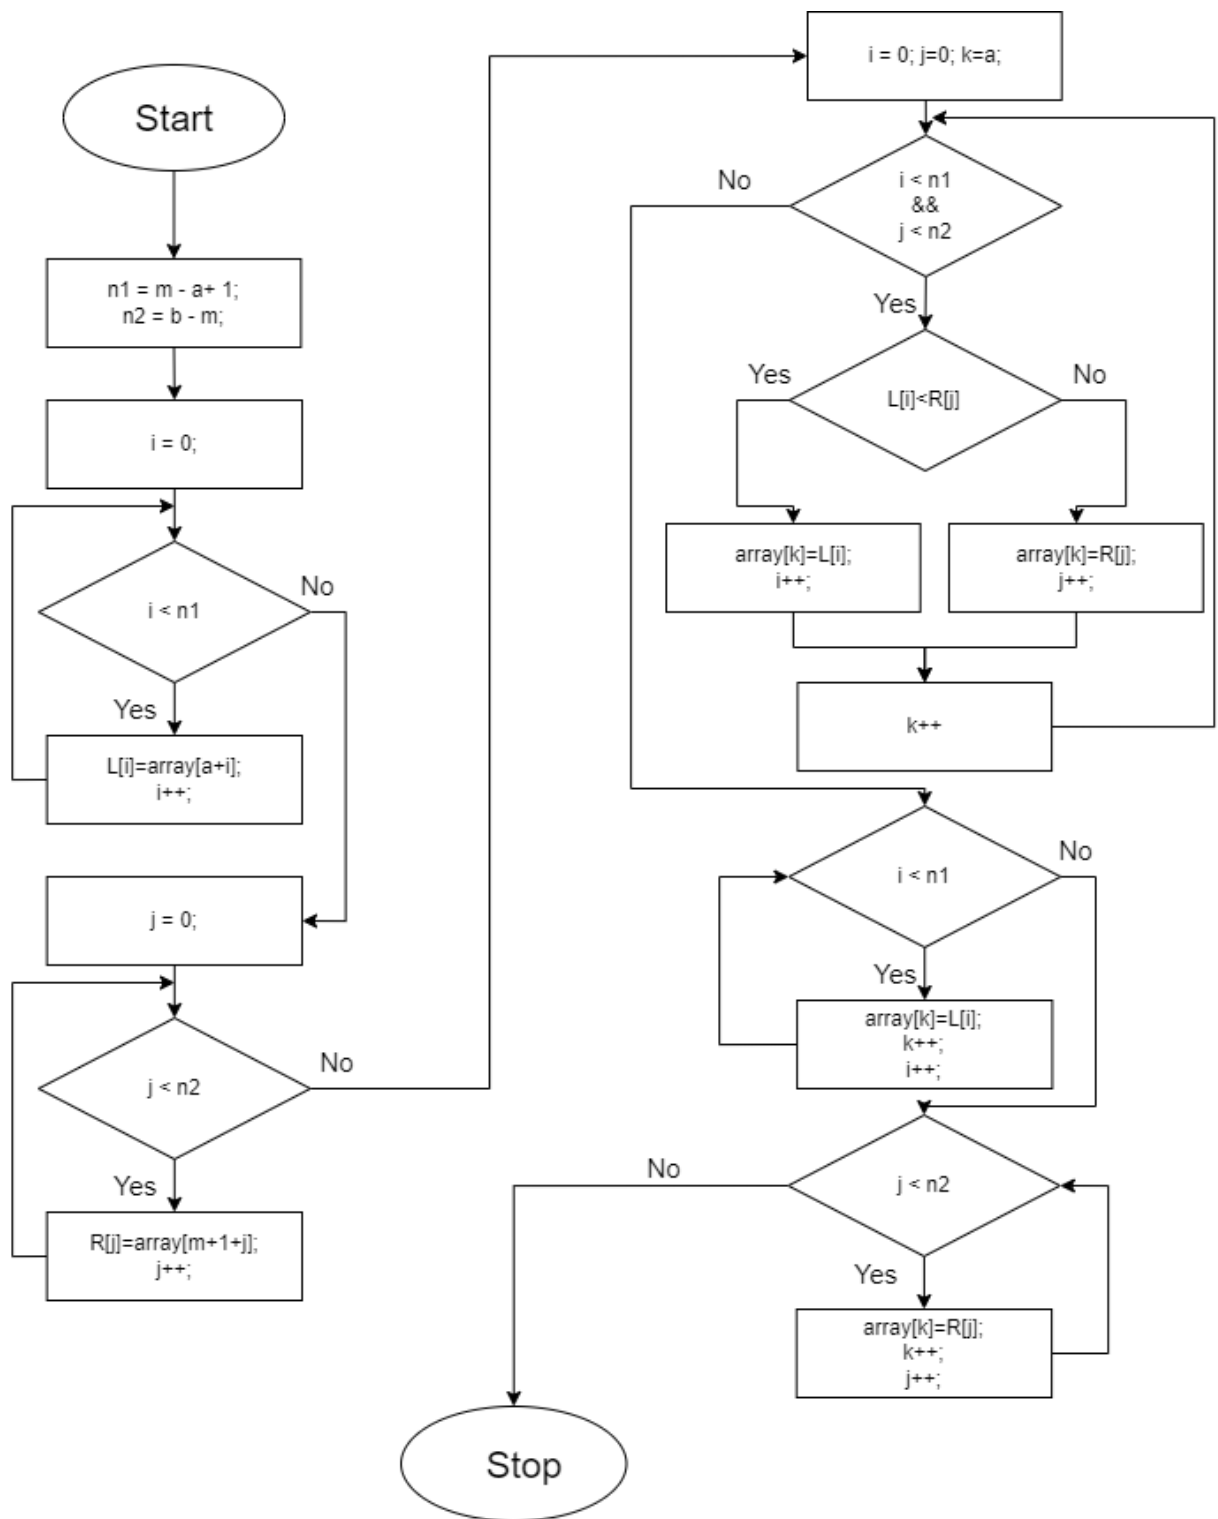 Start
n1 = m - a+ 1;
n2 = b - m;
i = 0;
i < n1
No
Yes
L[i]=array[a+i];
i++;
j = 0;
j < n2
No
Yes
R[j]=array[m+1+j];
j++;
i = 0; j=0; k=a;
i < n1
&&
j < n2
No
Yes
L[i]<R[j]
Yes
No
array[k]=L[i];
i++;
array[k]=R[j];
j++;
k++
i < n1
No
Yes
array[k]=L[i];
k++;
i++;
j < n2
No
Yes
array[k]=R[j];
k++;
j++;
Stop